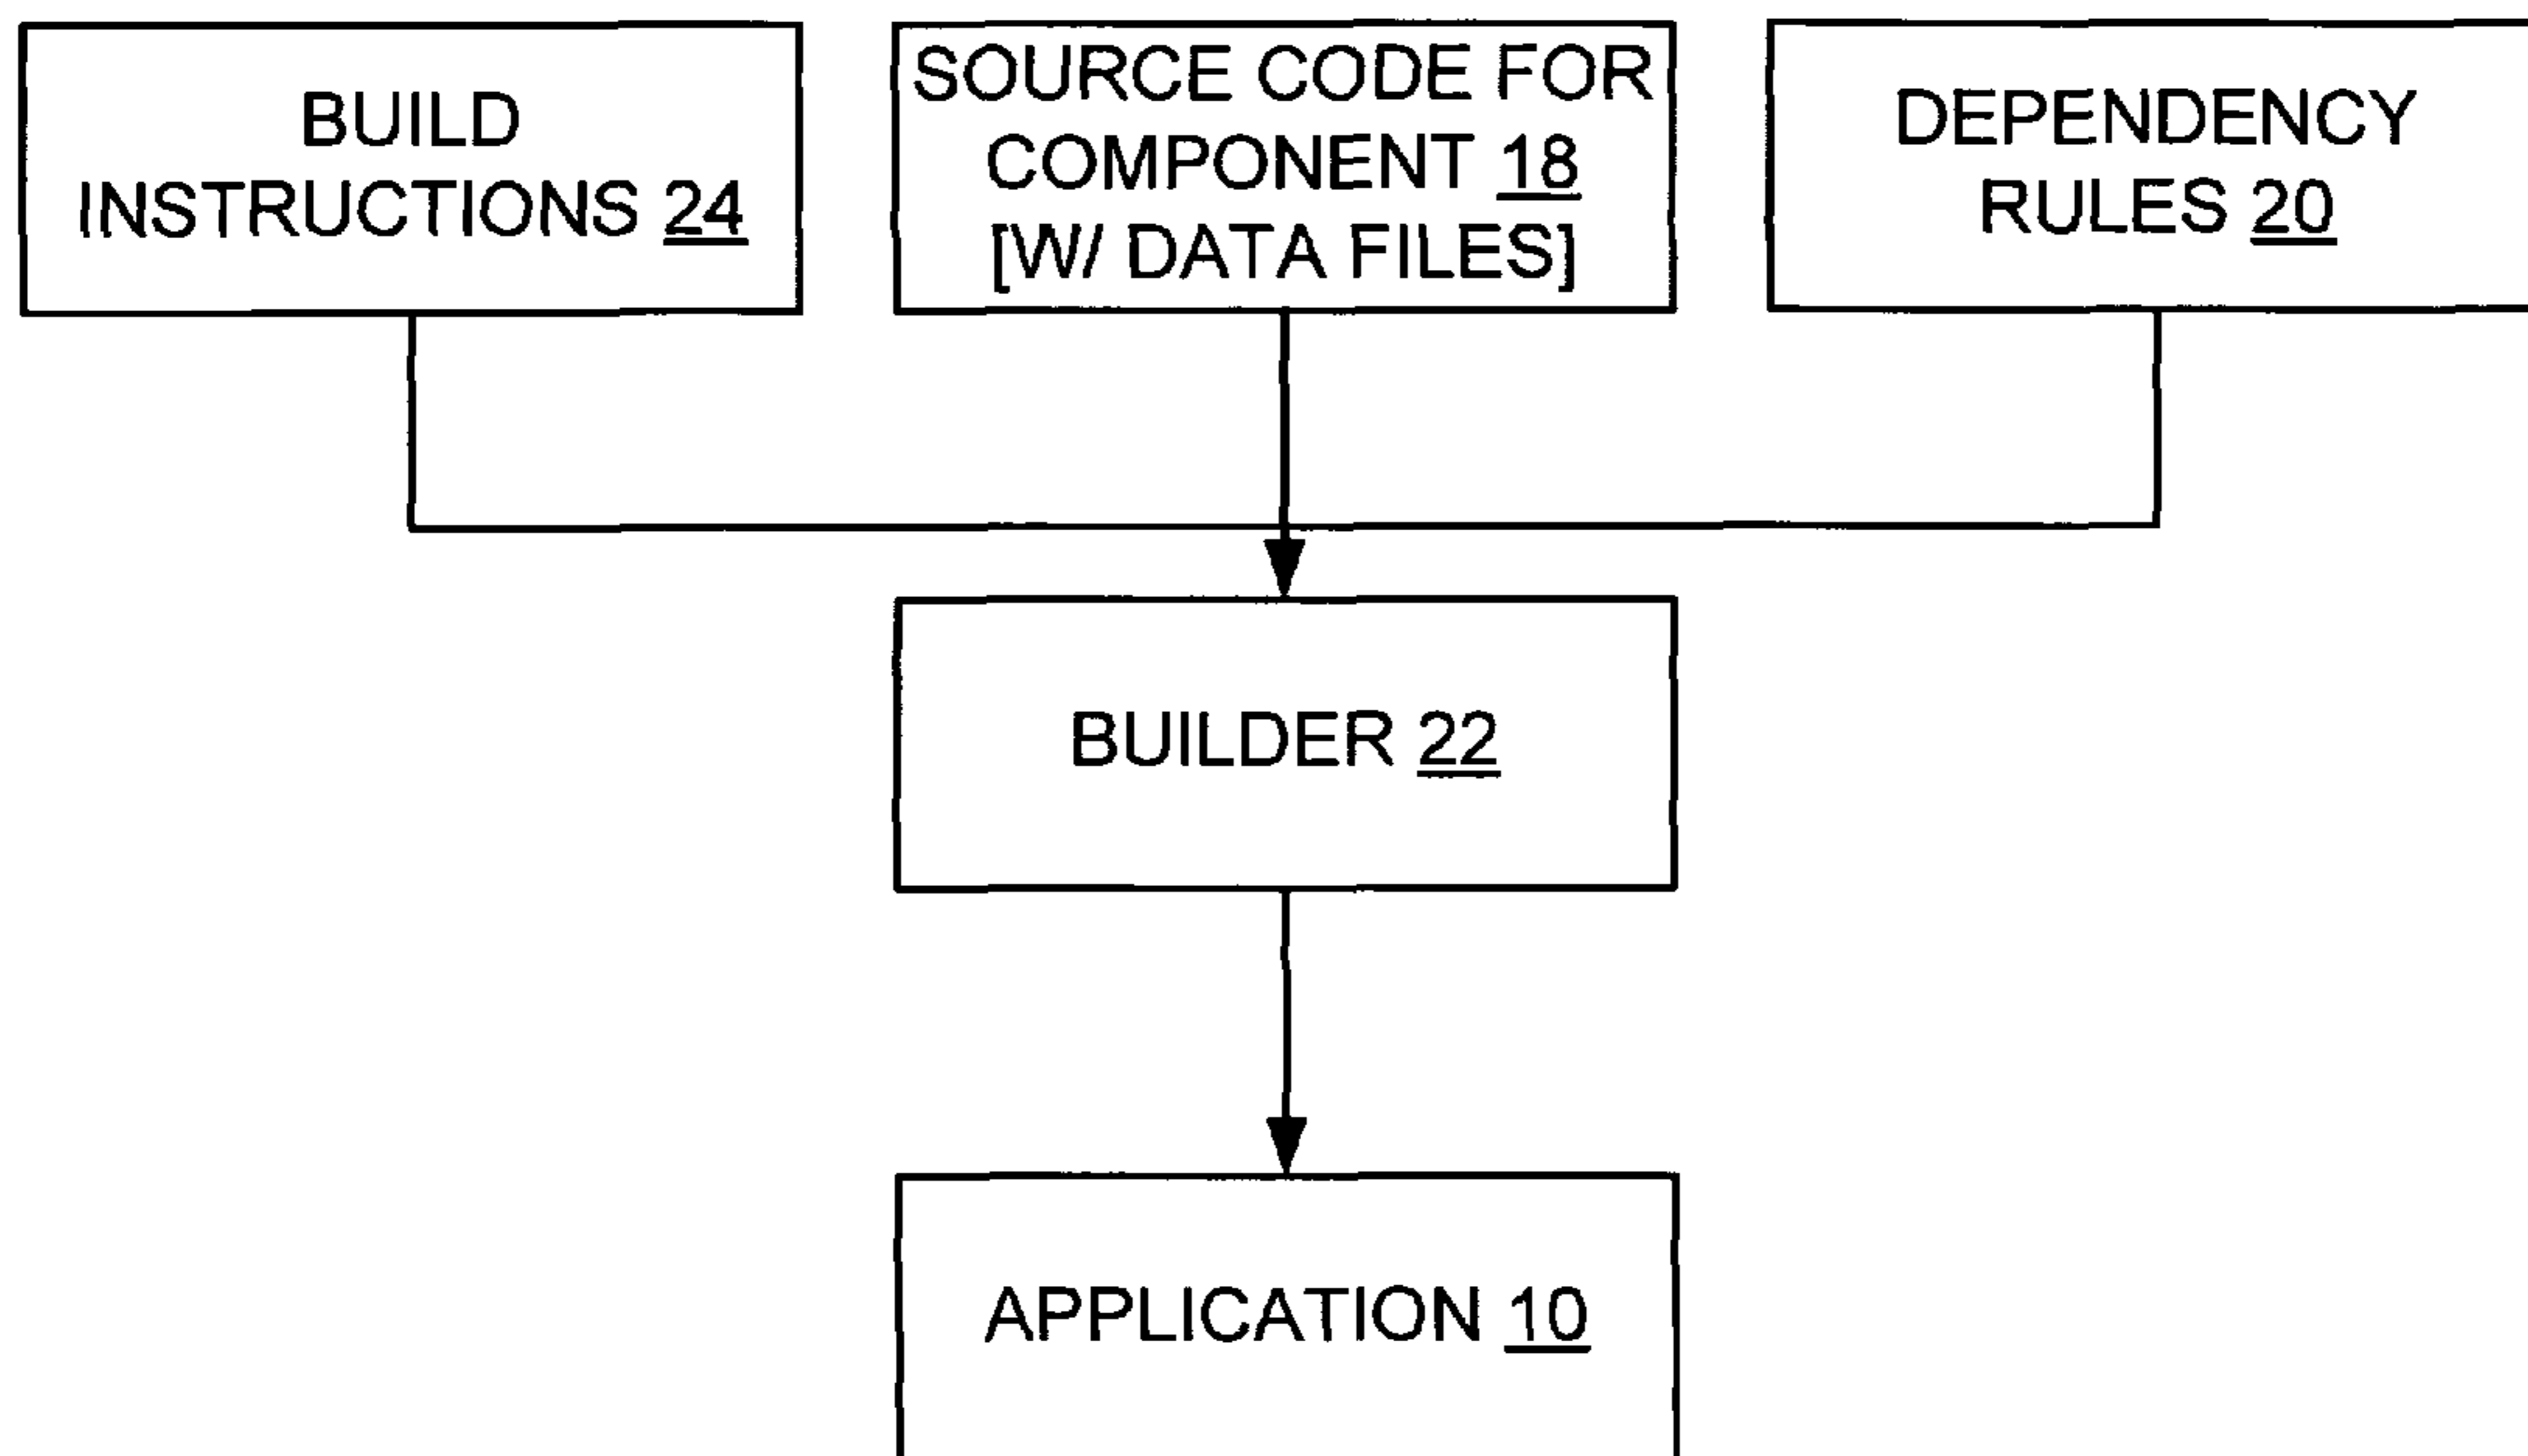 BUILD
INSTRUCTIONS 24
SOURCE CODE FOR
COMPONENT 18
[W/ DATA FILES]
DEPENDENCY
RULES 20
BUILDER 22
APPLICATION 10